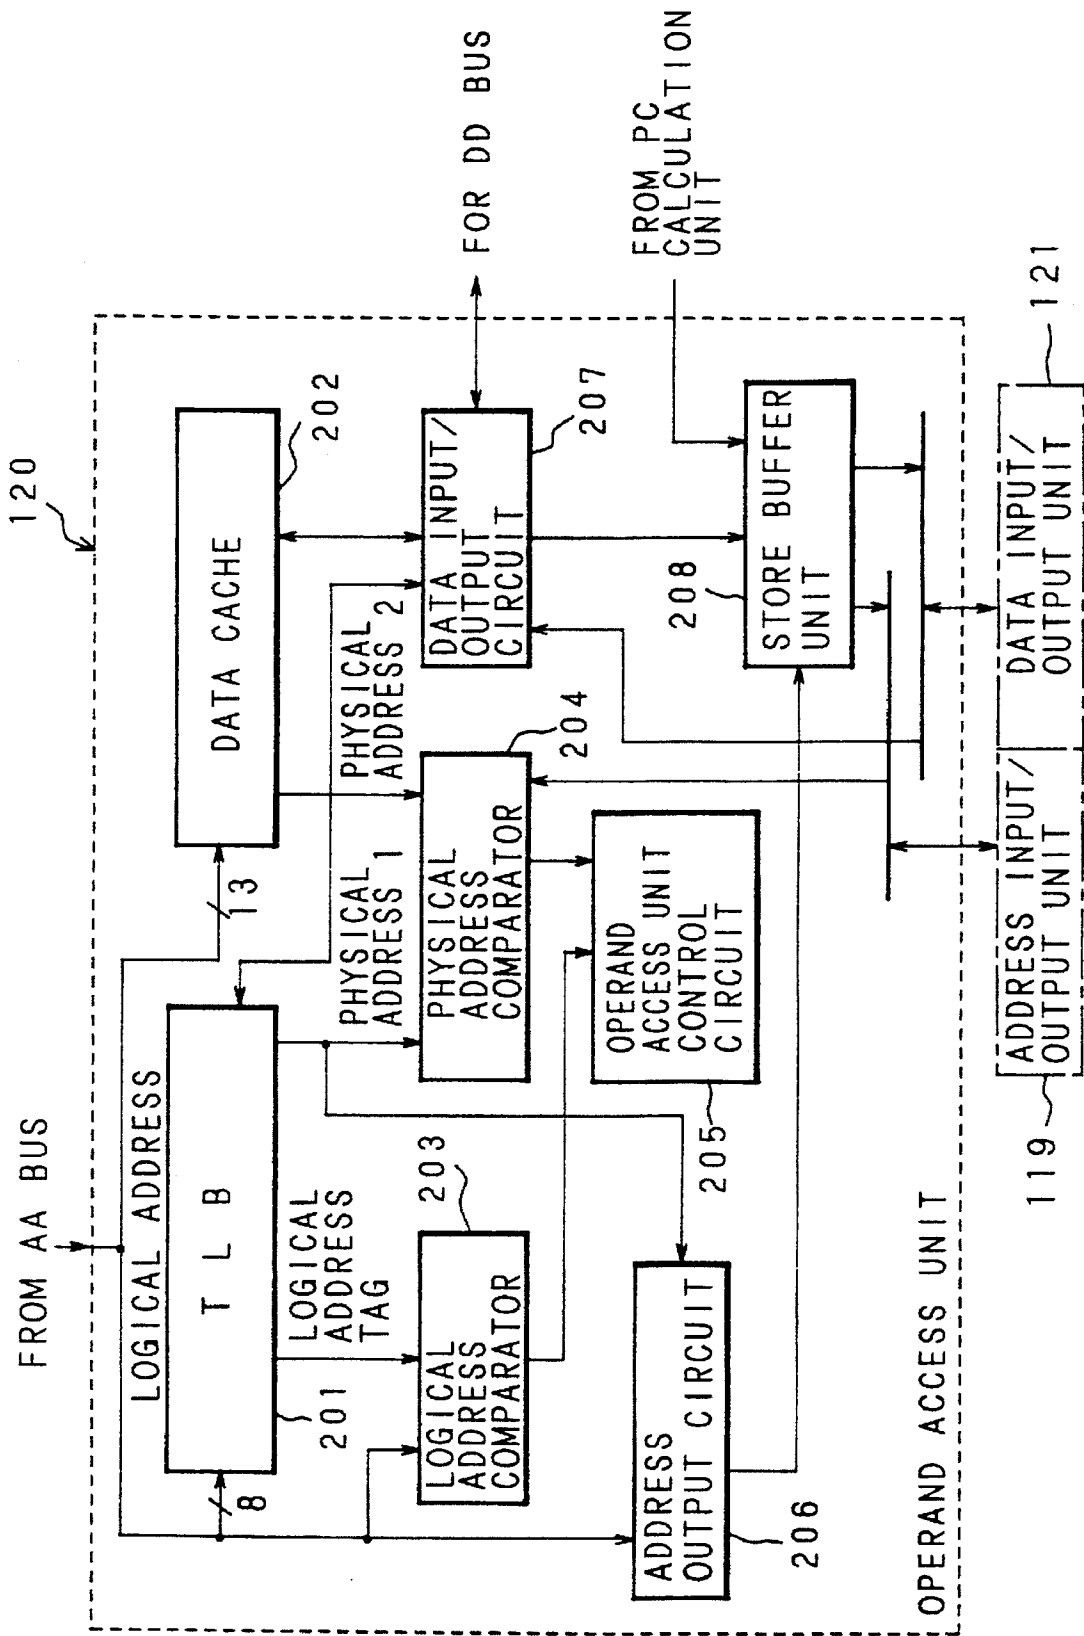 120
FROM AA BUS
LOGICAL ADDRESS
8
TLB
201
13
DATA CACHE
202
LOGICAL
ADDRESS
TAG
PHYSICAL
ADDRESS 1
PHYSICAL
ADDRESS 2
LOGICAL
ADDRESS
COMPARATOR
203
PHYSICAL
ADDRESS
COMPARATOR
204
DATA INPUT/
OUTPUT
CIRCUIT
207
FOR DD BUS
OPERAND
ACCESS UNIT
CONTROL
CIRCUIT
205
ADDRESS
OUTPUT CIRCUIT
206
208
STORE BUFFER
UNIT
FROM PC
CALCULATION
UNIT
OPERAND ACCESS UNIT
119
ADDRESS INPUT/
OUTPUT UNIT
DATA INPUT/
OUTPUT UNIT
121